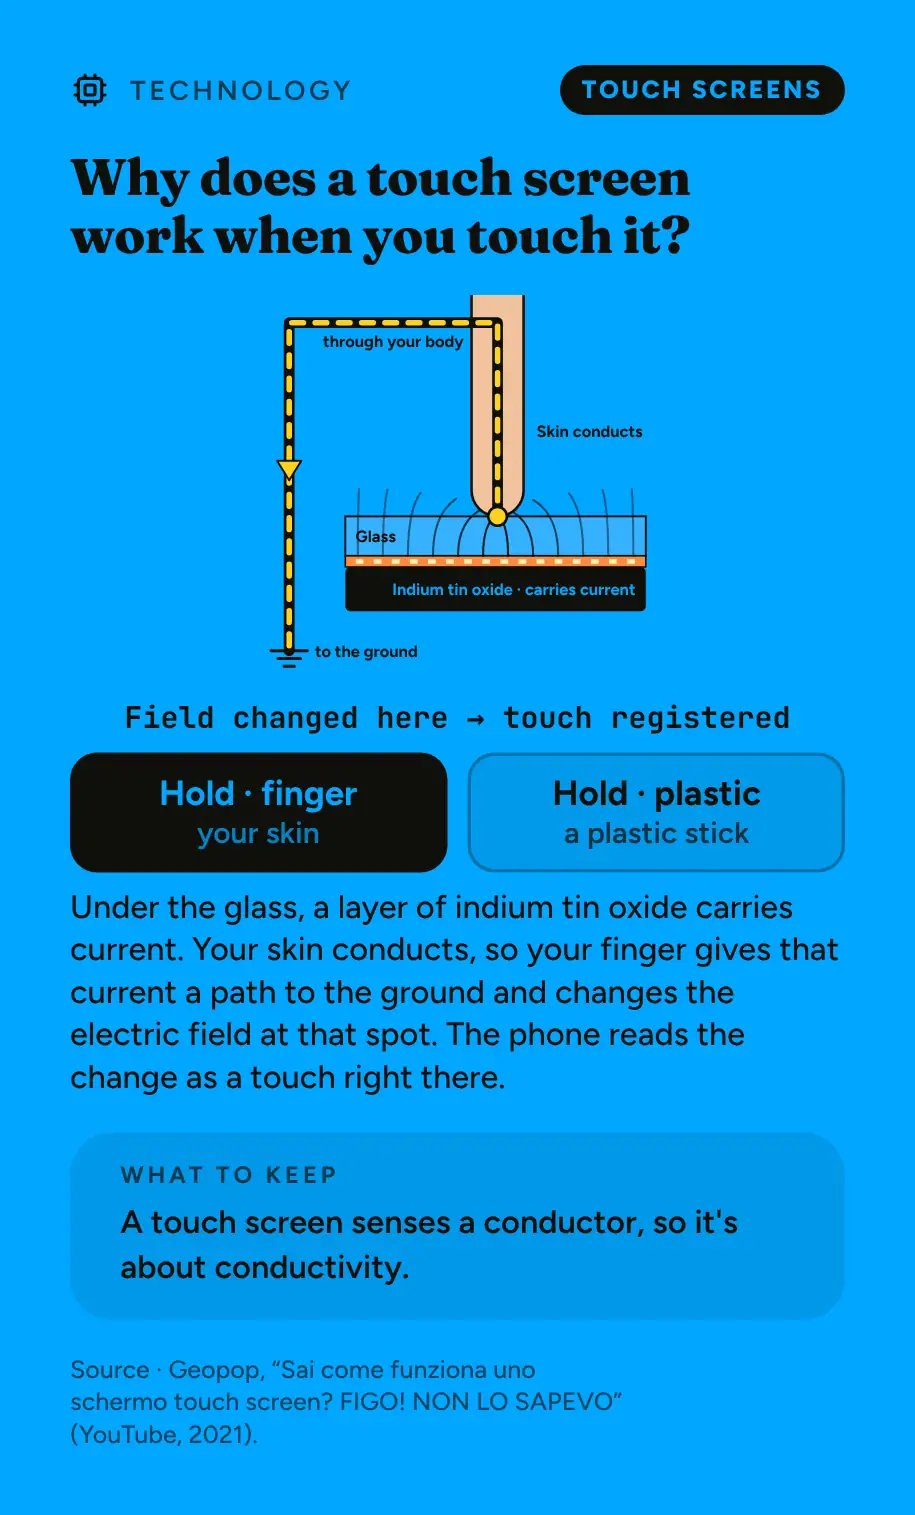 TECHNOLOGY
TOUCH SCREENS
Why does a touch screen
work when you touch it?
through your body
Skin conducts
Glass
Indium tin oxide · carries current
to the ground
Field changed here → touch registered
Hold · finger
your skin
Hold · plastic
a plastic stick
Under the glass, a layer of indium tin oxide carries
current. Your skin conducts, so your finger gives that
current a path to the ground and changes the
electric field at that spot. The phone reads the
change as a touch right there.
WHAT TO KEEP
A touch screen senses a conductor, so it's
about conductivity.
Source · Geopop, “Sai come funziona uno
schermo touch screen? FIGO! NON LO SAPEVO”
(YouTube, 2021).